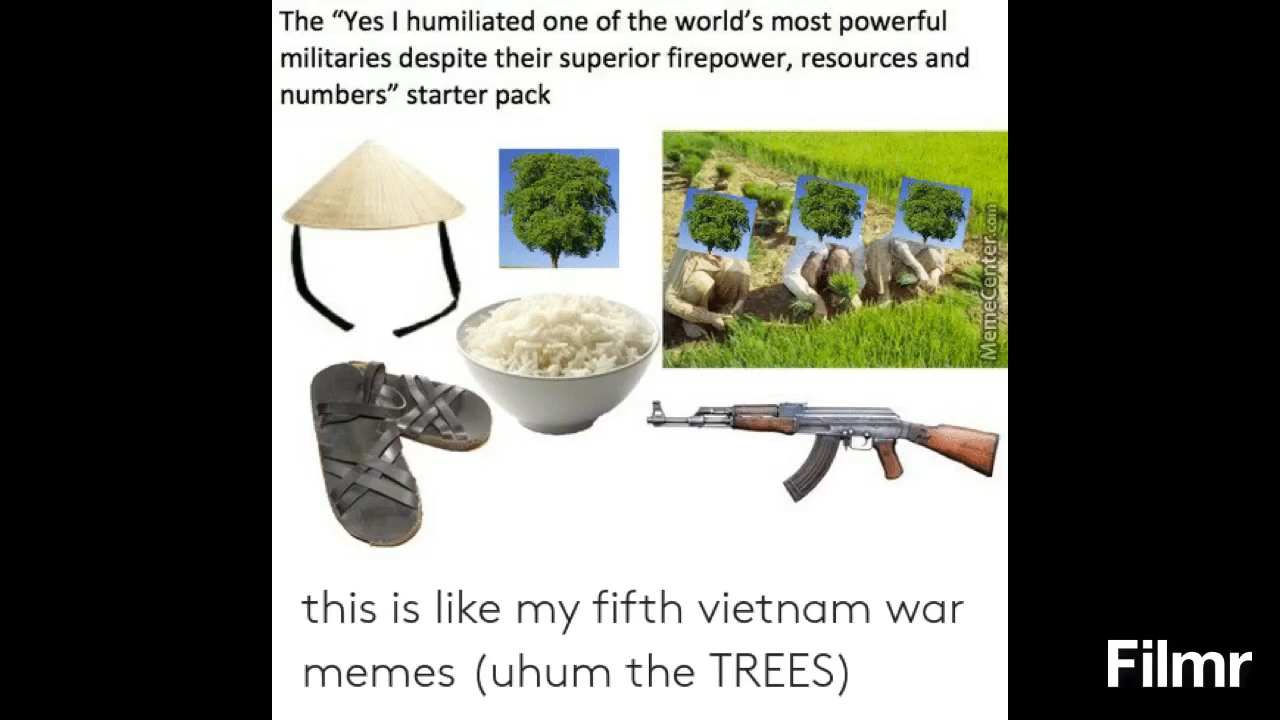 The “Yes I humiliated one of the world’s most powerful
militaries despite their superior firepower, resources and
numbers” starter pack
MemeCenter.com
this is like my fifth vietnam war
memes (uhum the TREES)
Filmr